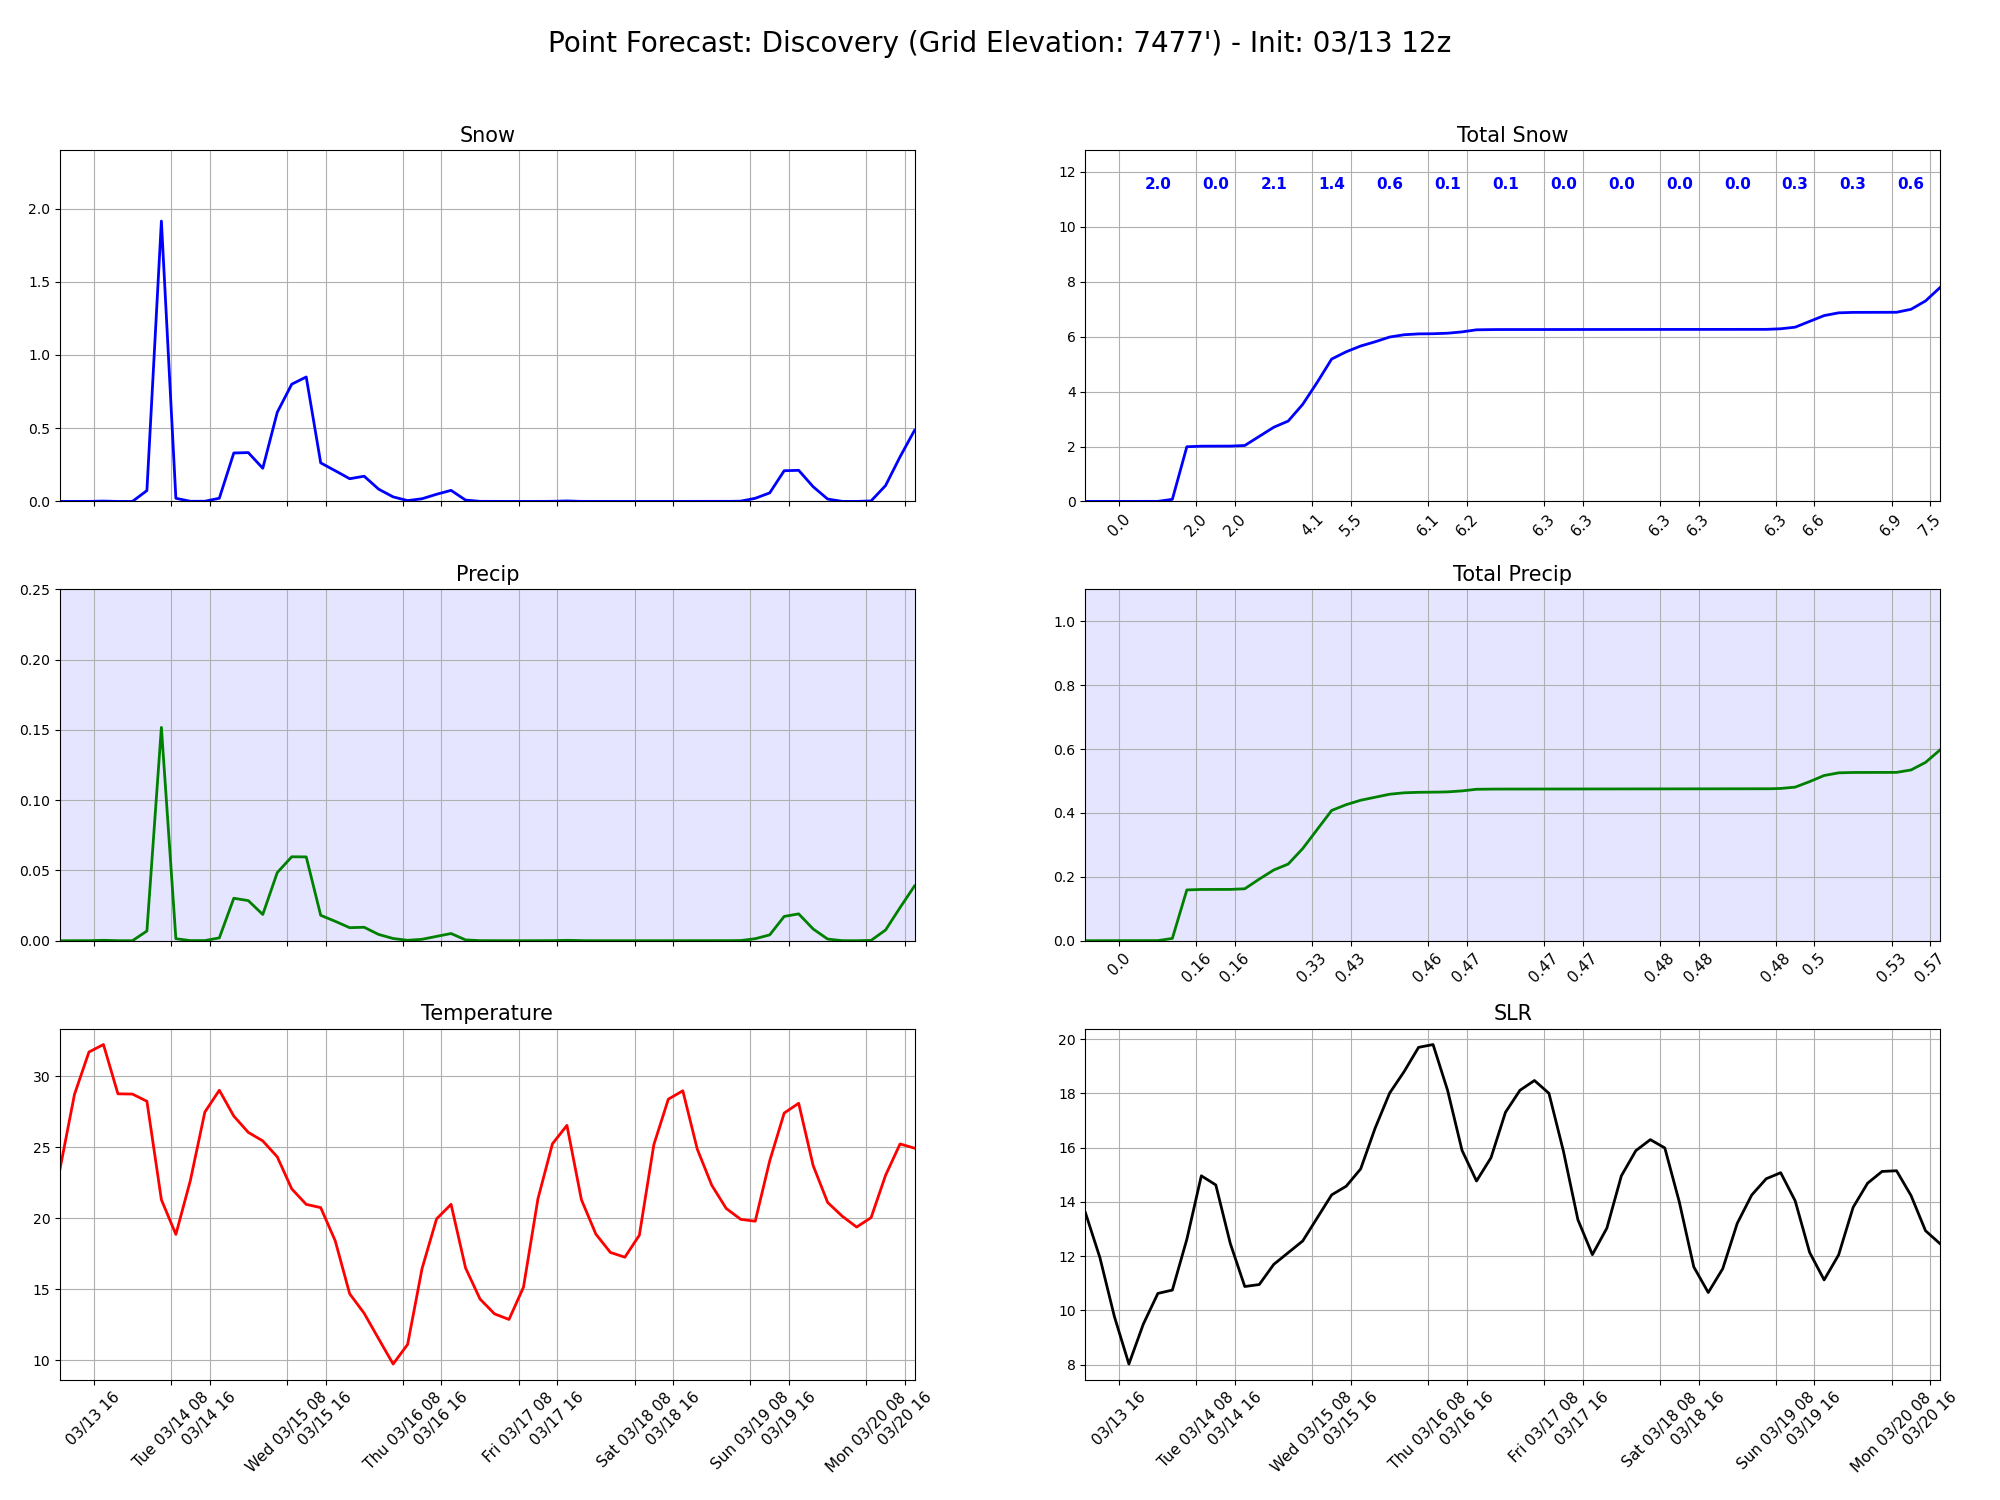 Point Forecast: Discovery (Grid Elevation: 7477') - Init: 03/13 12z
Snow
2.0
1.5
1.0
0.5
0.0
Total Snow
12
10
8
6
4
2
0
2.0 0.0 2.1 1.4 0.6 0.1 0.1 0.0 0.0 0.0 0.0 0.3 0.3 0.6
0.0 2.0 2.0 4.1 5.5 6.1 6.2 6.3 6.3 6.3 6.3 6.3 6.6 6.9 7.5
Precip
0.25
0.20
0.15
0.10
0.05
0.00
Total Precip
1.0
0.8
0.6
0.4
0.2
0.0
0.0 0.16 0.16 0.33 0.43 0.46 0.47 0.47 0.47 0.48 0.48 0.48 0.5 0.53 0.57
Temperature
30
25
20
15
10
03/13 16
Tue 03/14 08
03/14 16
Wed 03/15 08
03/15 16
Thu 03/16 08
03/16 16
Fri 03/17 08
03/17 16
Sat 03/18 08
03/18 16
Sun 03/19 08
03/19 16
Mon 03/20 08
03/20 16
SLR
20
18
16
14
12
10
8
03/13 16
Tue 03/14 08
03/14 16
Wed 03/15 08
03/15 16
Thu 03/16 08
03/16 16
Fri 03/17 08
03/17 16
Sat 03/18 08
03/18 16
Sun 03/19 08
03/19 16
Mon 03/20 08
03/20 16